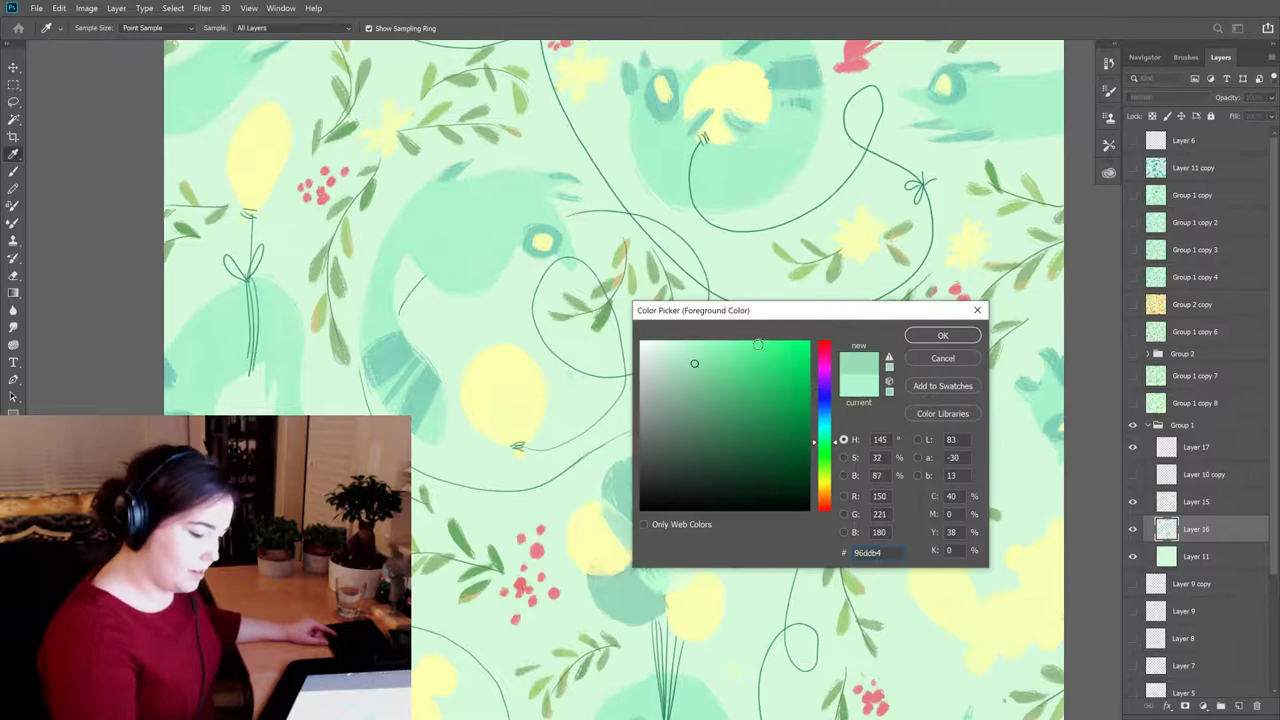 Ps File Edit Image Layer Type Select Filter 3D View Window Help
Sample Size: Point Sample Sample: All Layers Show Sampling Ring
Navigator Brushes Layers
Kind
Normal Opacity: 100%
Lock: Fill: 100%
Layer 6
Layer 11 copy
Group 1 copy
Group 1 copy 2
Group 1 copy 3
Group 1 copy 4
Group 2 copy
Group 1 copy 6
Group 2
Group 1 copy 7
Group 1 copy 8
Group 1
Layer 17
Layer 10 copy
Layer 15
Layer 16
Layer 11
Layer 9 copy
Layer 9
Layer 8
Layer 7
Layer 5
Color Picker (Foreground Color)
new
current
OK
Cancel
Add to Swatches
Color Libraries
H: 145 °
S: 32 %
B: 87 %
R: 150
G: 221
B: 180
# 96ddb4
L: 83
a: -30
b: 13
C: 40 %
M: 0 %
Y: 38 %
K: 0 %
Only Web Colors
T
fx